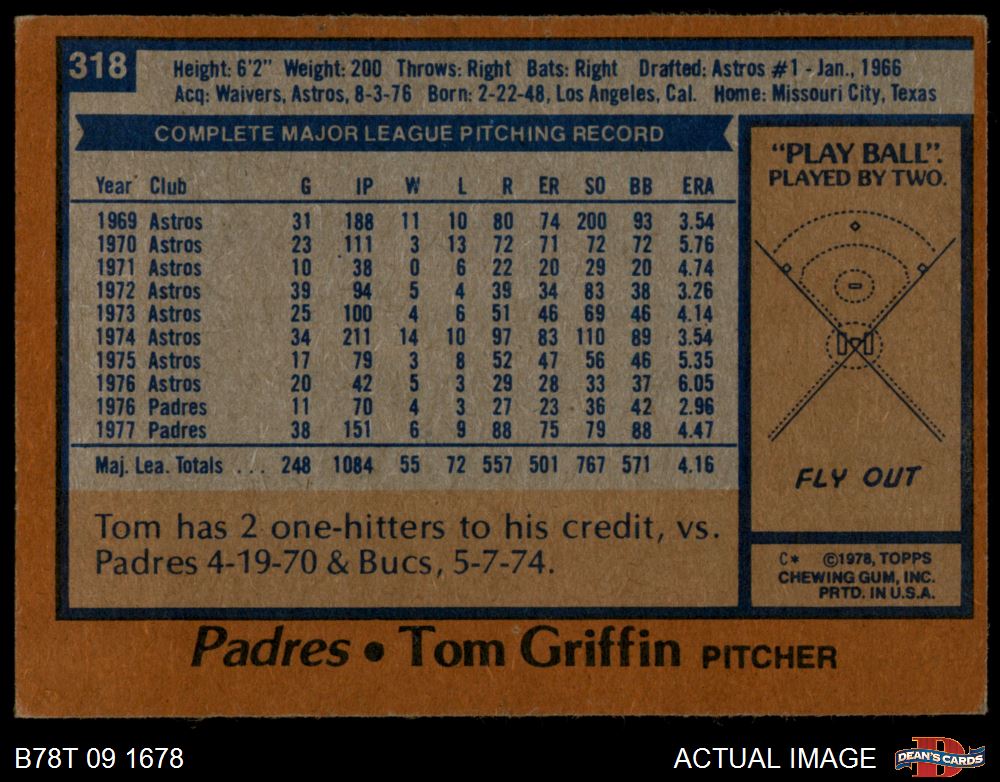 318
Height: 6'2" Weight: 200 Throws: Right Bats: Right Drafted: Astros #1 - Jan., 1966
Acq: Waivers, Astros, 8-3-76 Born: 2-22-48, Los Angeles, Cal. Home: Missouri City, Texas
COMPLETE MAJOR LEAGUE PITCHING RECORD
Year Club G IP W L R ER SO BB ERA
1969 Astros 31 188 11 10 80 74 200 93 3.54
1970 Astros 23 111 3 13 72 71 72 72 5.76
1971 Astros 10 38 0 6 22 20 29 20 4.74
1972 Astros 39 94 5 4 39 34 83 38 3.26
1973 Astros 25 100 4 6 51 46 69 46 4.14
1974 Astros 34 211 14 10 97 83 110 89 3.54
1975 Astros 17 79 3 8 52 47 56 46 5.35
1976 Astros 20 42 5 3 29 28 33 37 6.05
1976 Padres 11 70 4 3 27 23 36 42 2.96
1977 Padres 38 151 6 9 88 75 79 88 4.47
Maj. Lea. Totals ... 248 1084 55 72 557 501 767 571 4.16
Tom has 2 one-hitters to his credit, vs.
Padres 4-19-70 & Bucs, 5-7-74.
"PLAY BALL".
PLAYED BY TWO.
FLY OUT
C* ©1978, TOPPS
CHEWING GUM, INC.
PRTD. IN U.S.A.
Padres • Tom Griffin PITCHER
B78T 09 1678
ACTUAL IMAGE
D
DEAN'S CARDS